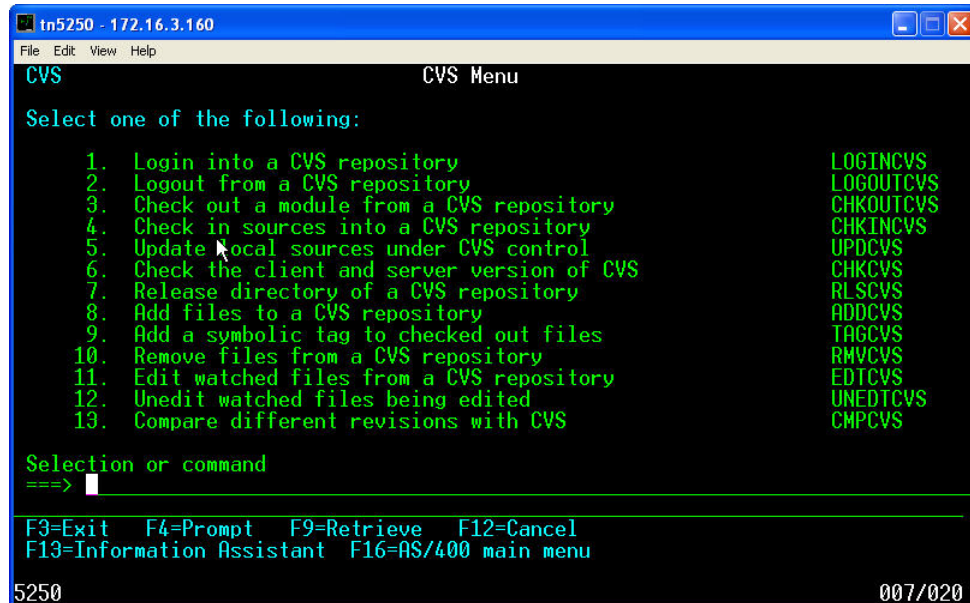 tn5250 - 172.16.3.160
File Edit View Help
CVS CVS Menu
Select one of the following:
1. Login into a CVS repository LOGINCVS
2. Logout from a CVS repository LOGOUTCVS
3. Check out a module from a CVS repository CHKOUTCVS
4. Check in sources into a CVS repository CHKINCVS
5. Update local sources under CVS control UPDCVS
6. Check the client and server version of CVS CHKCVS
7. Release directory of a CVS repository RLSCVS
8. Add files to a CVS repository ADDCVS
9. Add a symbolic tag to checked out files TAGCVS
10. Remove files from a CVS repository RMVCVS
11. Edit watched files from a CVS repository EDTCVS
12. Unedit watched files being edited UNEDTCVS
13. Compare different revisions with CVS CMPCVS
Selection or command
===>
F3=Exit F4=Prompt F9=Retrieve F12=Cancel
F13=Information Assistant F16=AS/400 main menu
5250 007/020